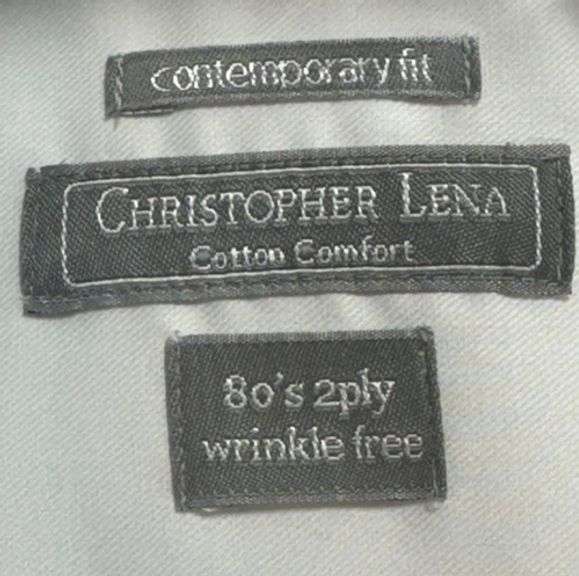 contemporary fit
CHRISTOPHER LENA
Cotton Comfort
80's 2ply
wrinkle free